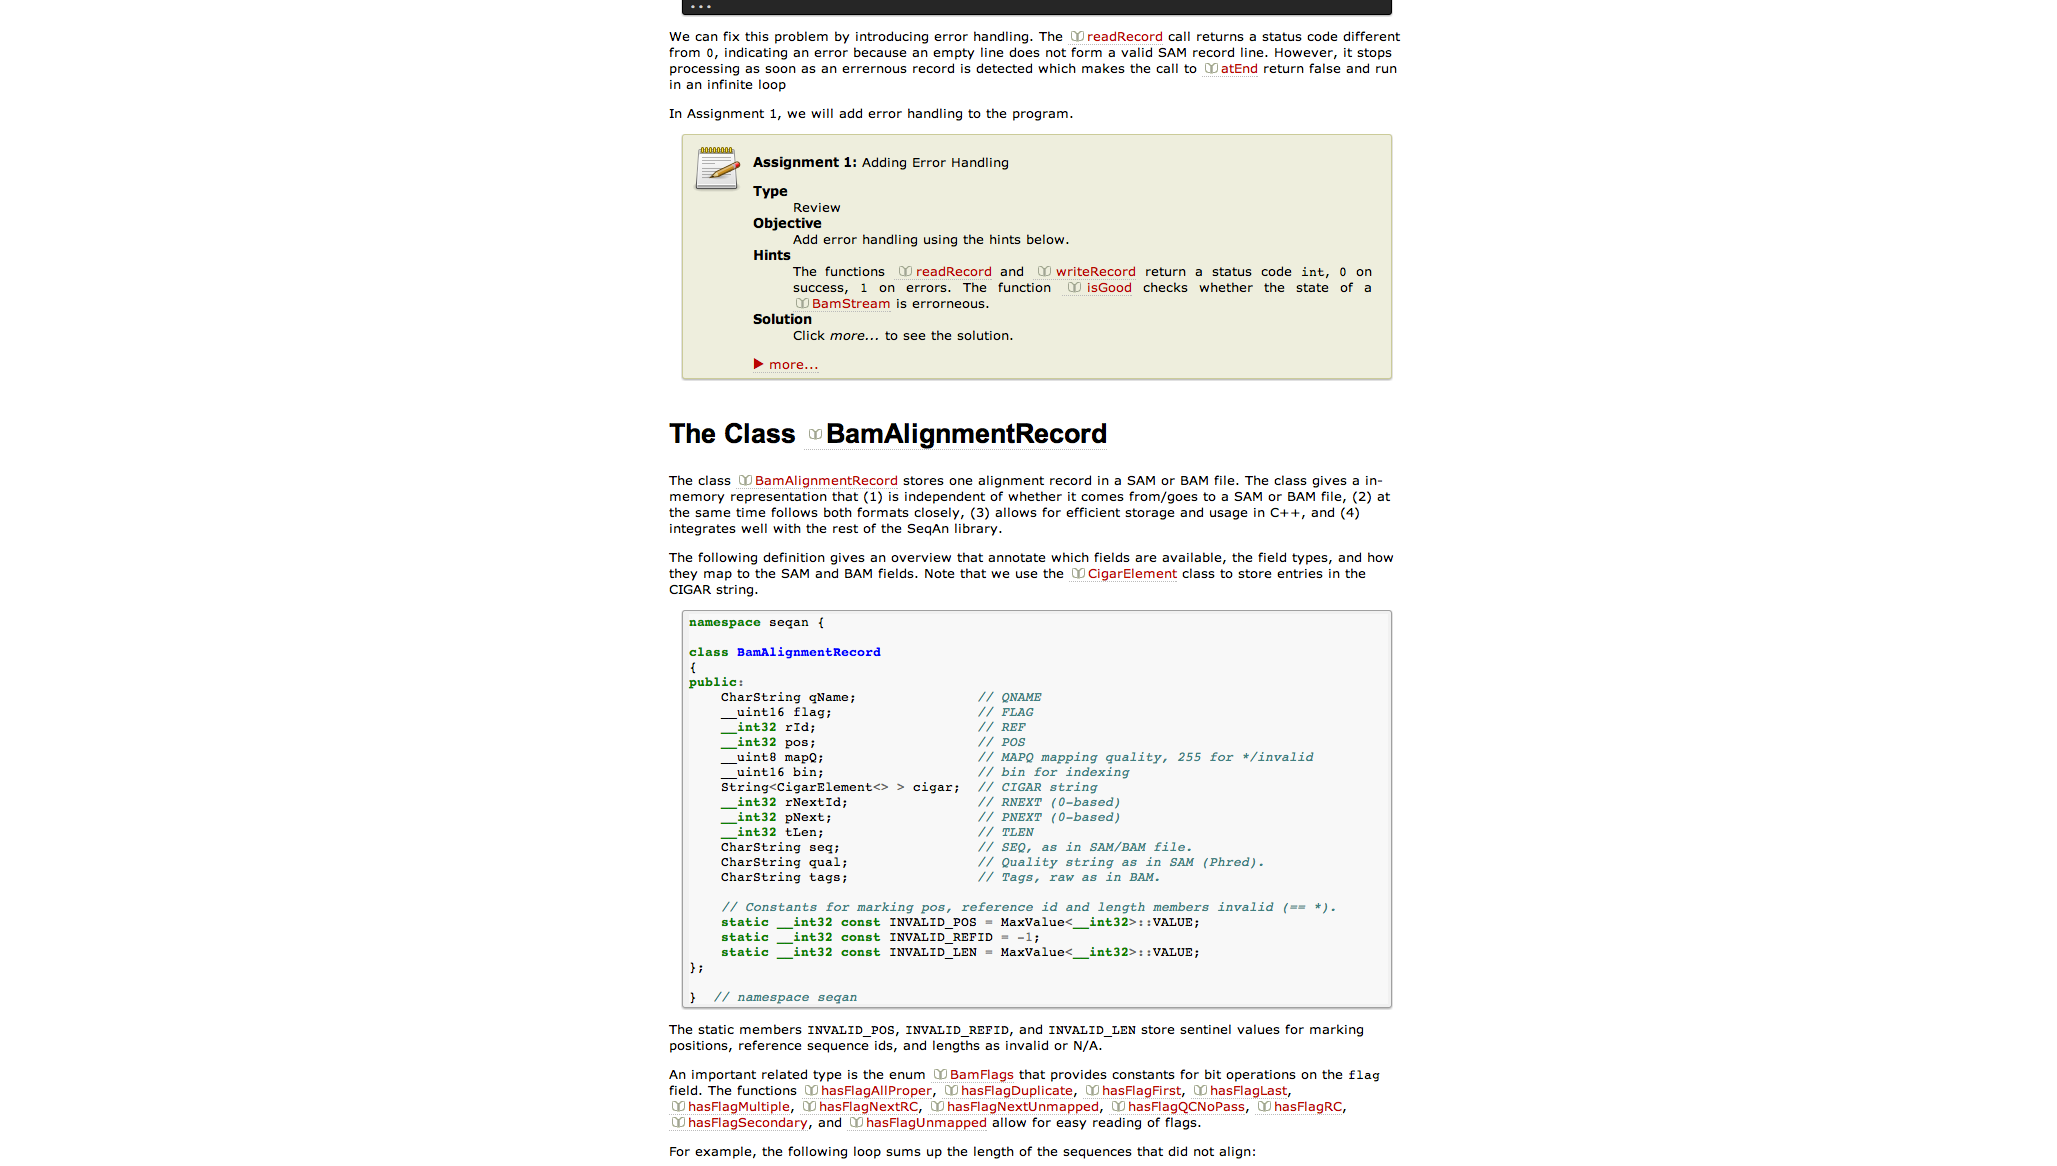 ...
We can fix this problem by introducing error handling. The readRecord call returns a status code different
from 0, indicating an error because an empty line does not form a valid SAM record line. However, it stops
processing as soon as an errernous record is detected which makes the call to atEnd return false and run
in an infinite loop
In Assignment 1, we will add error handling to the program.
Assignment 1: Adding Error Handling
Type
Review
Objective
Add error handling using the hints below.
Hints
The functions readRecord and writeRecord return a status code int, 0 on
success, 1 on errors. The function isGood checks whether the state of a
BamStream is errorneous.
Solution
Click more... to see the solution.
▶ more...
The Class BamAlignmentRecord
The class BamAlignmentRecord stores one alignment record in a SAM or BAM file. The class gives a in-
memory representation that (1) is independent of whether it comes from/goes to a SAM or BAM file, (2) at
the same time follows both formats closely, (3) allows for efficient storage and usage in C++, and (4)
integrates well with the rest of the SeqAn library.
The following definition gives an overview that annotate which fields are available, the field types, and how
they map to the SAM and BAM fields. Note that we use the CigarElement class to store entries in the
CIGAR string.
namespace seqan {
class BamAlignmentRecord
{
public:
CharString qName; // QNAME
__uint16 flag; // FLAG
__int32 rId; // REF
__int32 pos; // POS
__uint8 mapQ; // MAPQ mapping quality, 255 for */invalid
__uint16 bin; // bin for indexing
String<CigarElement<> > cigar; // CIGAR string
__int32 rNextId; // RNEXT (0-based)
__int32 pNext; // PNEXT (0-based)
__int32 tLen; // TLEN
CharString seq; // SEQ, as in SAM/BAM file.
CharString qual; // Quality string as in SAM (Phred).
CharString tags; // Tags, raw as in BAM.
// Constants for marking pos, reference id and length members invalid (== *).
static __int32 const INVALID_POS = MaxValue<__int32>::VALUE;
static __int32 const INVALID_REFID = -1;
static __int32 const INVALID_LEN = MaxValue<__int32>::VALUE;
};
} // namespace seqan
The static members INVALID_POS, INVALID_REFID, and INVALID_LEN store sentinel values for marking
positions, reference sequence ids, and lengths as invalid or N/A.
An important related type is the enum BamFlags that provides constants for bit operations on the flag
field. The functions hasFlagAllProper, hasFlagDuplicate, hasFlagFirst, hasFlagLast,
hasFlagMultiple, hasFlagNextRC, hasFlagNextUnmapped, hasFlagQCNoPass, hasFlagRC,
hasFlagSecondary, and hasFlagUnmapped allow for easy reading of flags.
For example, the following loop sums up the length of the sequences that did not align: